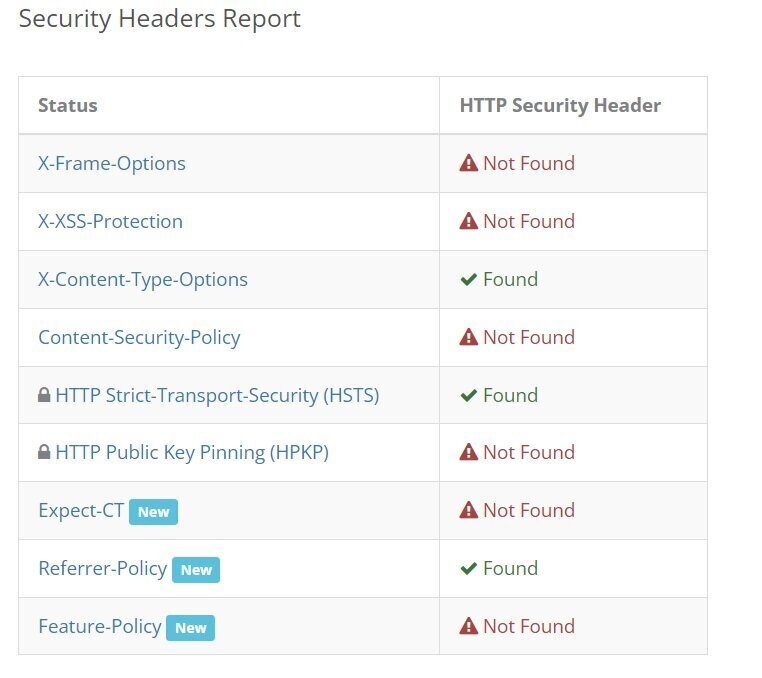 Security Headers Report
Status HTTP Security Header
X-Frame-Options Not Found
X-XSS-Protection Not Found
X-Content-Type-Options Found
Content-Security-Policy Not Found
HTTP Strict-Transport-Security (HSTS) Found
HTTP Public Key Pinning (HPKP) Not Found
Expect-CT New Not Found
Referrer-Policy New Found
Feature-Policy New Not Found